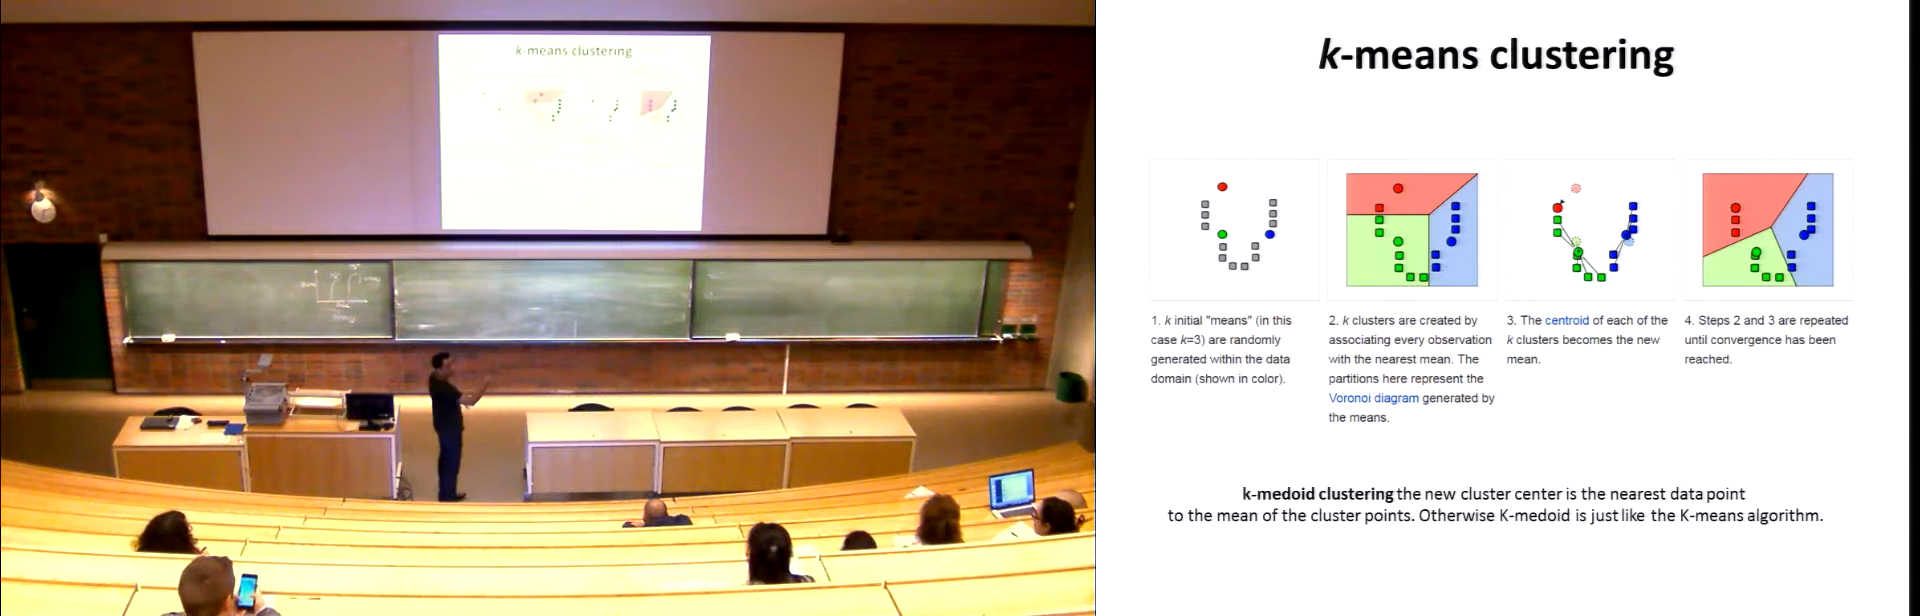 k-means clustering
k-means clustering
1. k initial "means" (in this
case k=3) are randomly
generated within the data
domain (shown in color).
2. k clusters are created by
associating every observation
with the nearest mean. The
partitions here represent the
Voronoi diagram generated by
the means.
3. The centroid of each of the
k clusters becomes the new
mean.
4. Steps 2 and 3 are repeated
until convergence has been
reached.
k-medoid clustering the new cluster center is the nearest data point
to the mean of the cluster points. Otherwise K-medoid is just like the K-means algorithm.